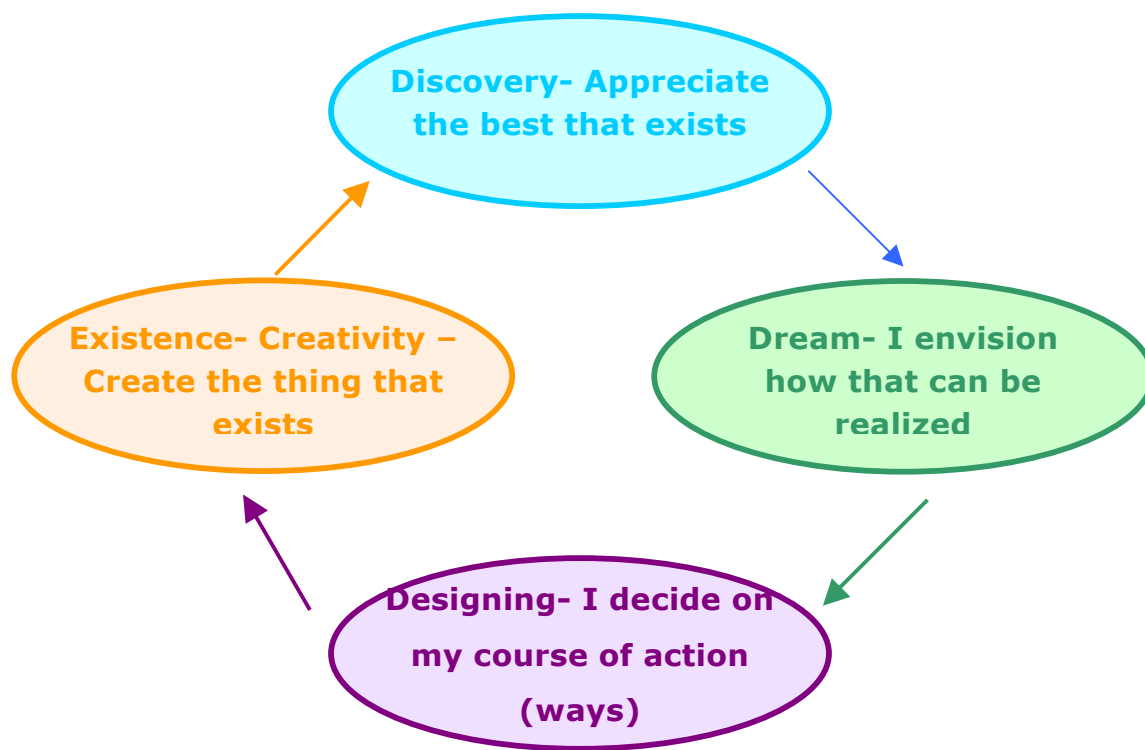 Discovery- Appreciate
the best that exists
Dream- I envision
how that can be
realized
Designing- I decide on
my course of action
(ways)
Existence- Creativity –
Create the thing that
exists